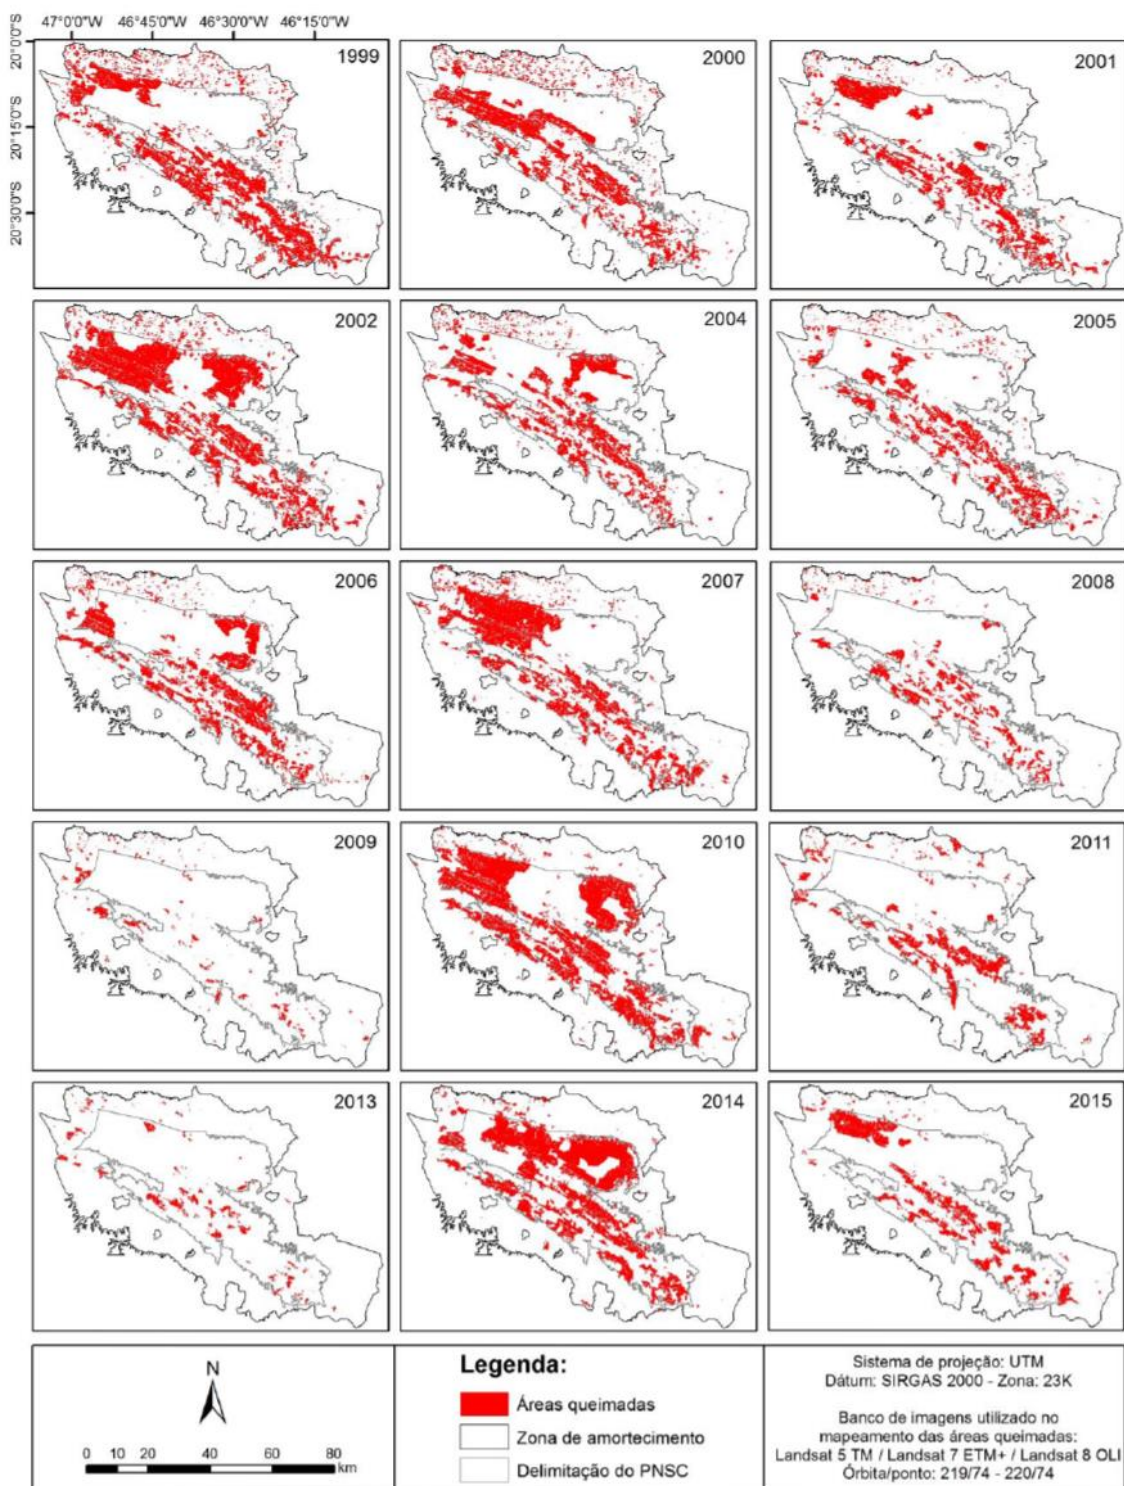 47°0'0"W 46°45'0"W 46°30'0"W 46°15'0"W
20°0'0"S
20°15'0"S
20°30'0"S
1999
2000
2001
2002
2004
2005
2006
2007
2008
2009
2010
2011
2013
2014
2015
N
0 10 20 40 60 80
km
Legenda:
Áreas queimadas
Zona de amortecimento
Delimitação do PNSC
Sistema de projeção: UTM
Dátum: SIRGAS 2000 - Zona: 23K
Banco de imagens utilizado no
mapeamento das áreas queimadas:
Landsat 5 TM / Landsat 7 ETM+ / Landsat 8 OLI
Órbita/ponto: 219/74 - 220/74